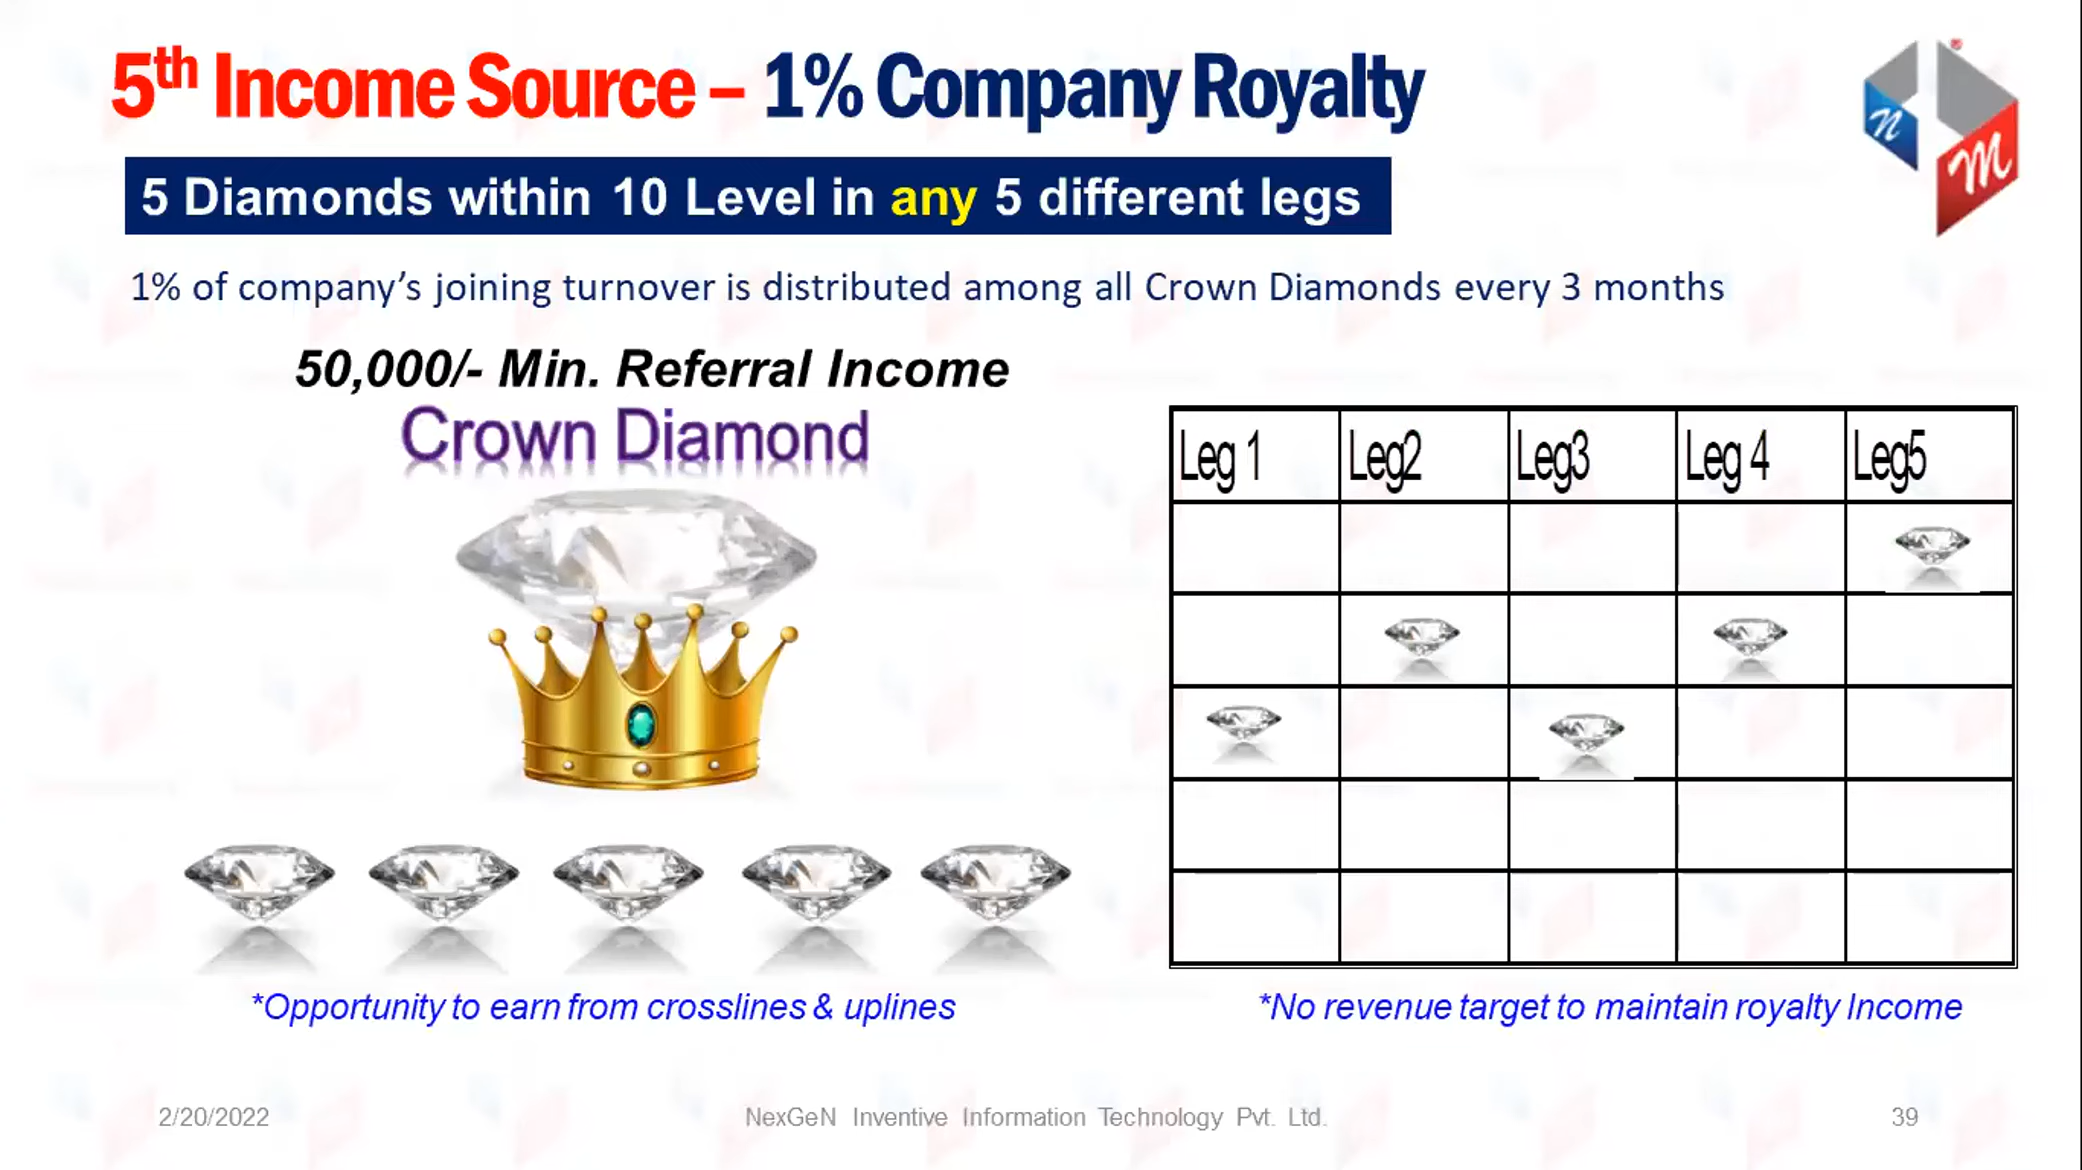 5th Income Source – 1% Company Royalty
5 Diamonds within 10 Level in any 5 different legs
1% of company’s joining turnover is distributed among all Crown Diamonds every 3 months
50,000/- Min. Referral Income
Crown Diamond
Leg 1 Leg2 Leg3 Leg 4 Leg5
*Opportunity to earn from crosslines & uplines
*No revenue target to maintain royalty Income
n
m
2/20/2022
NexGeN Inventive Information Technology Pvt. Ltd.
39